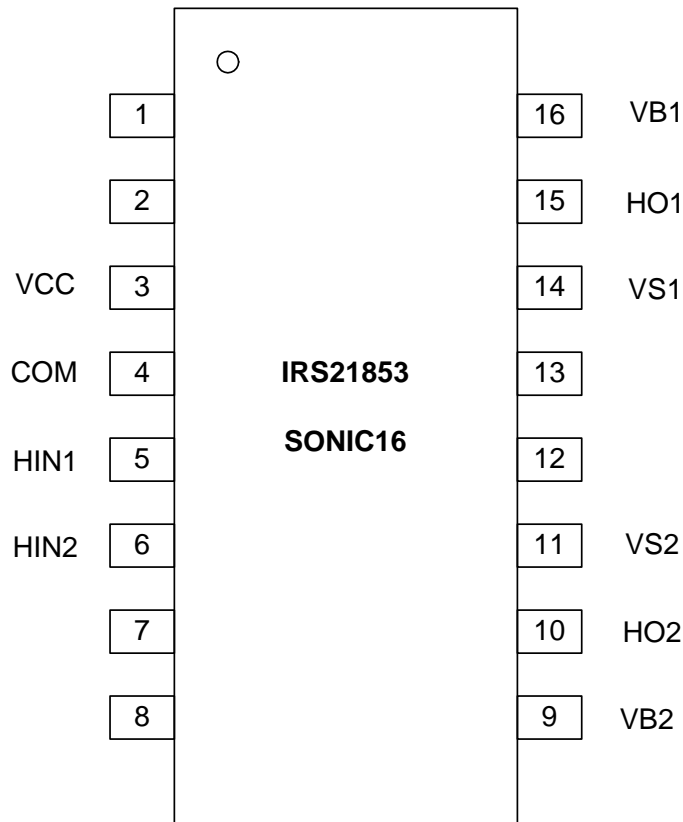 1 16 VB1
2 15 HO1
VCC 3 14 VS1
COM 4 IRS21853 13
SONIC16
HIN1 5 12
HIN2 6 11 VS2
7 10 HO2
8 9 VB2